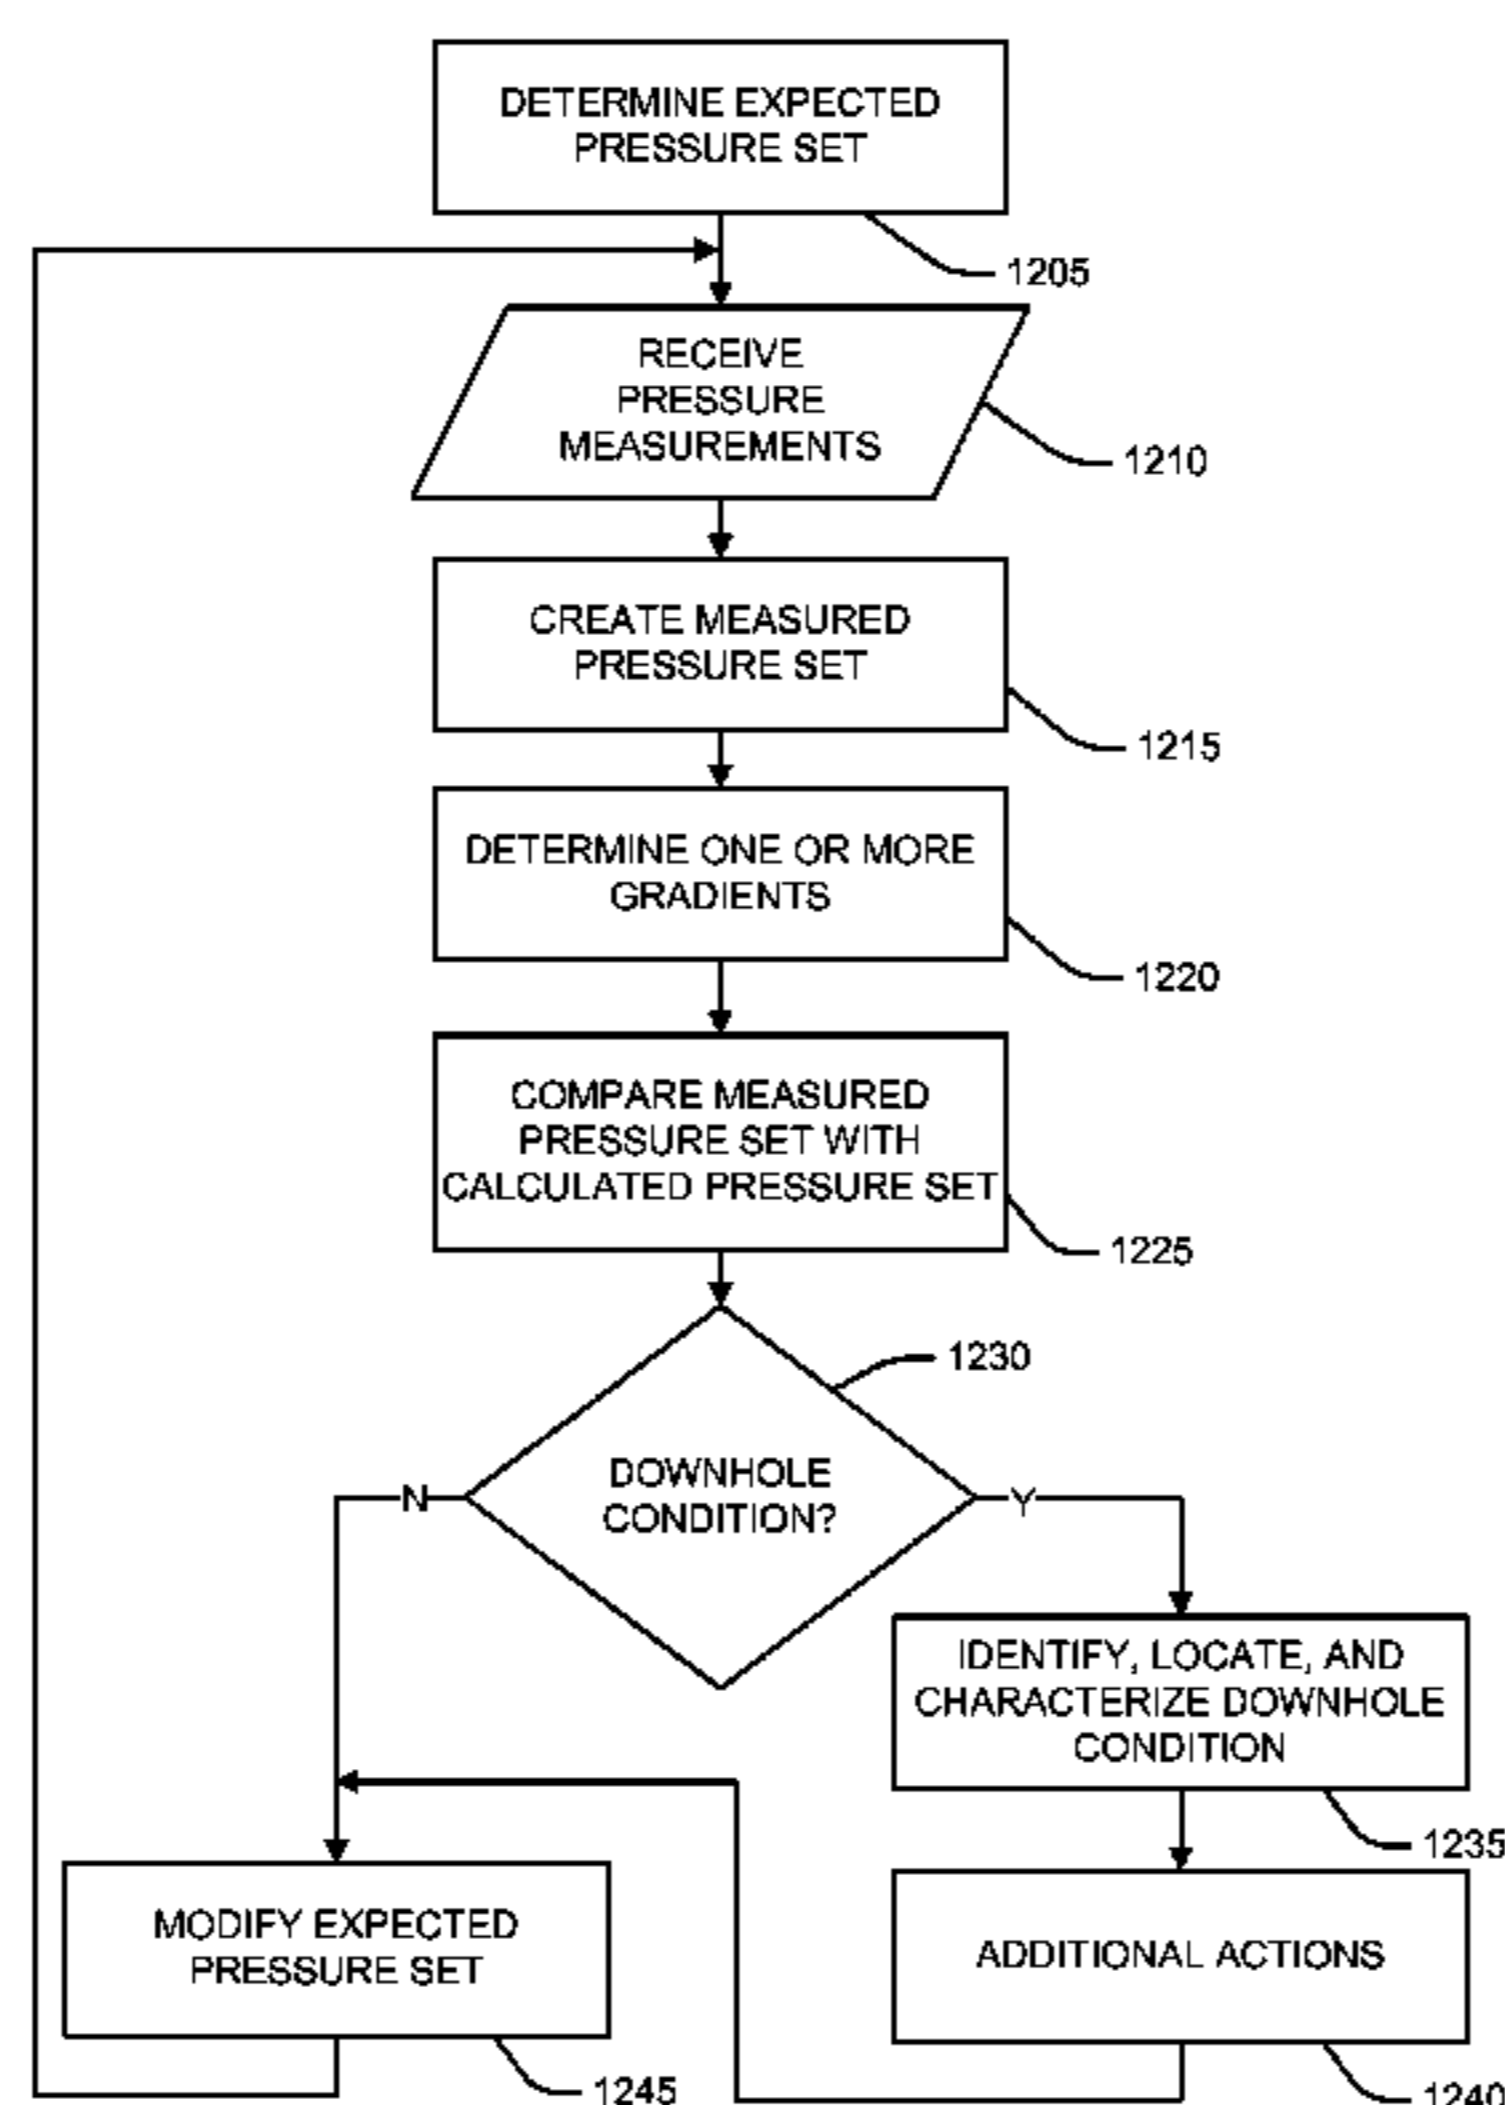 DETERMINE EXPECTED
PRESSURE SET
1205
RECEIVE
PRESSURE
MEASUREMENTS
1210
CREATE MEASURED
PRESSURE SET
1215
DETERMINE ONE OR MORE
GRADIENTS
1220
COMPARE MEASURED
PRESSURE SET WITH
CALCULATED PRESSURE SET
1225
1230
DOWNHOLE
CONDITION?
N
Y
IDENTIFY, LOCATE, AND
CHARACTERIZE DOWNHOLE
CONDITION
1235
MODIFY EXPECTED
PRESSURE SET
1245
ADDITIONAL ACTIONS
1240